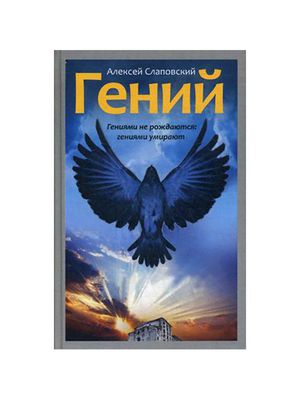 Алексей Слаповский
Гений
Гениями не рождаются:
гениями умирают